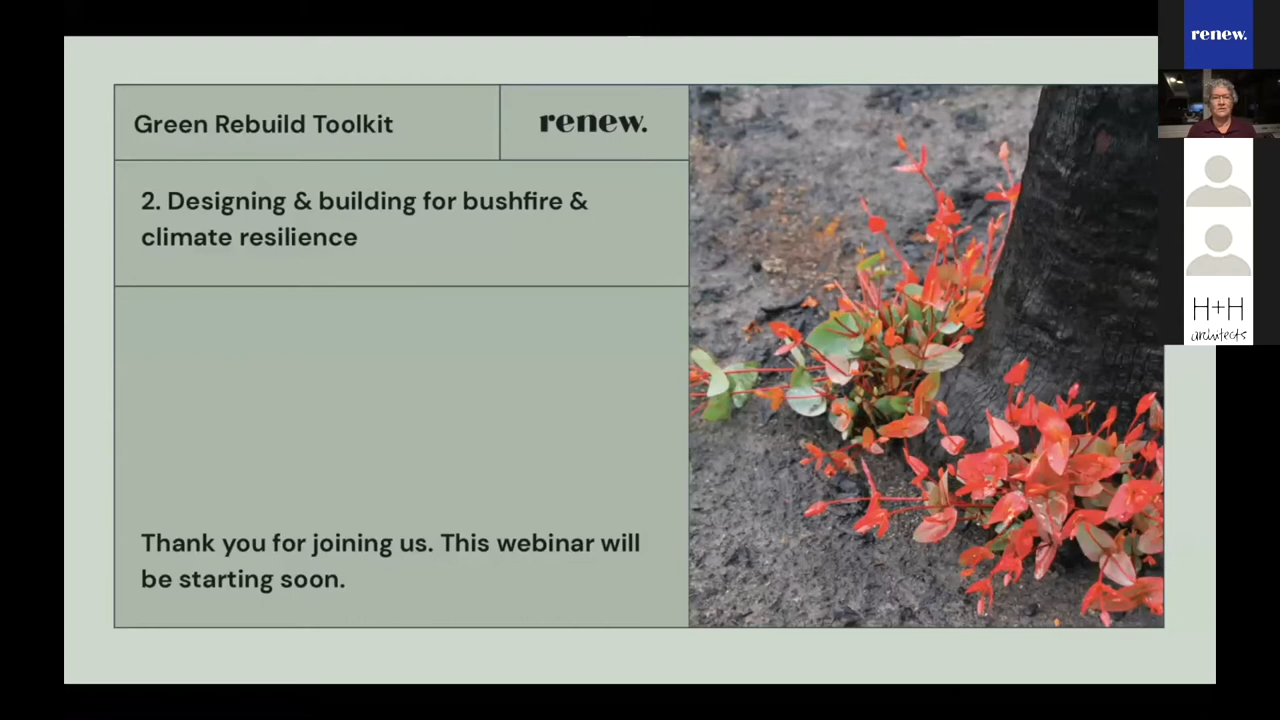 Green Rebuild Toolkit
renew.
2. Designing & building for bushfire &
climate resilience
Thank you for joining us. This webinar will
be starting soon.
renew.
H+H
architects